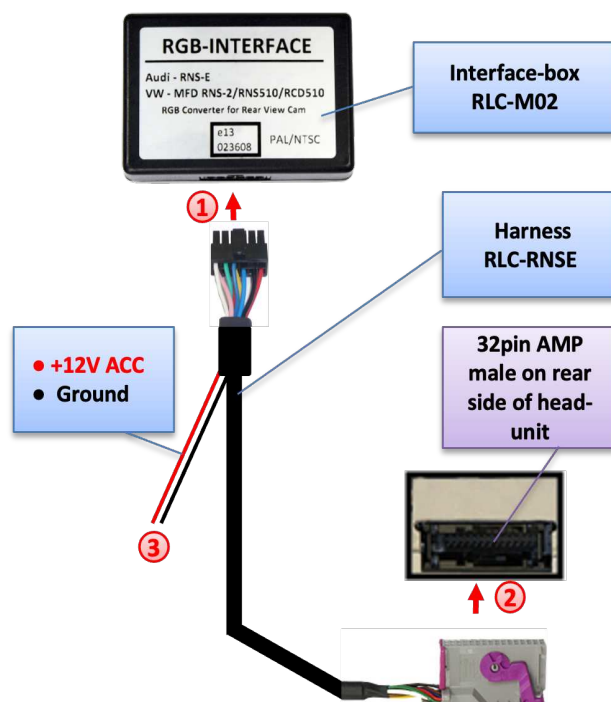 RGB-INTERFACE
Audi - RNS-E
VW - MFD RNS-2/RNS510/RCD510
RGB Converter for Rear View Cam
e13
023608
PAL/NTSC
Interface-box
RLC-M02
1
Harness
RLC-RNSE
• +12V ACC
• Ground
32pin AMP
male on rear
side of head-
unit
3
2